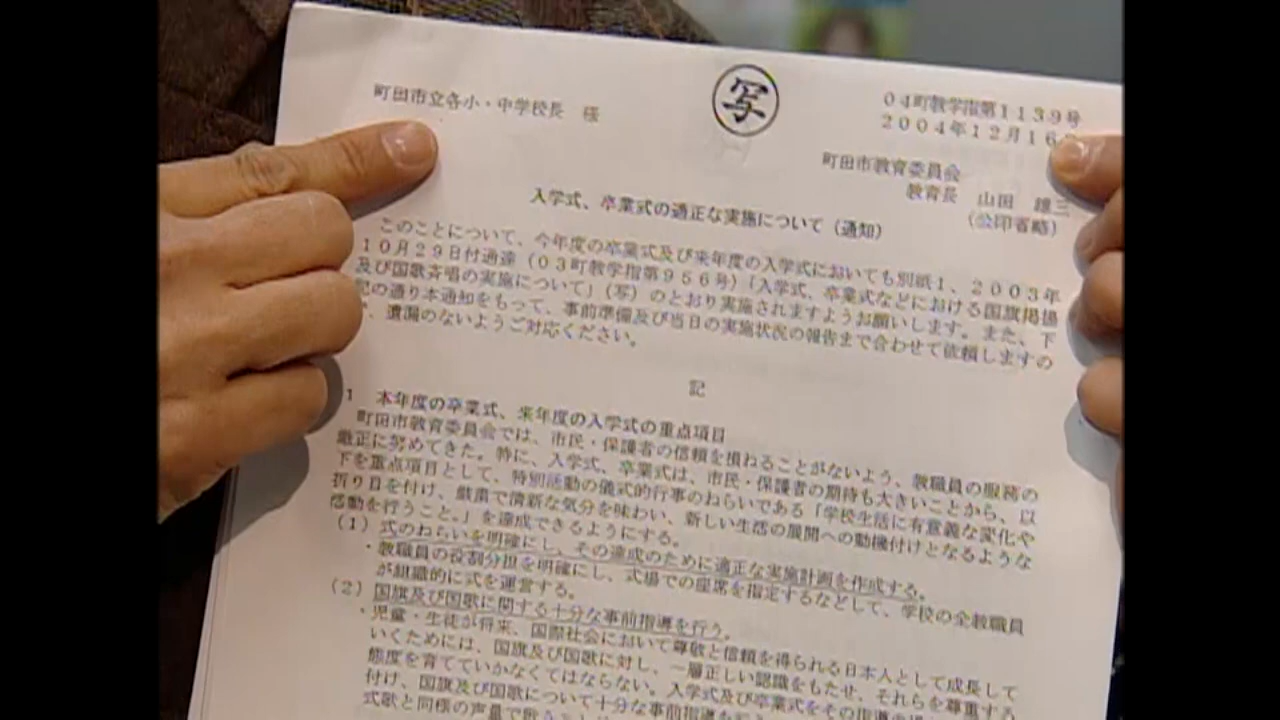 写
町田市立各小・中学校長 様
04町教学指第1139号
2004年12月16
町田市教育委員会
教育長 山田 雄三
(公印省略)
入学式、卒業式の適正な実施について(通知)
このことについて、今年度の卒業式及び来年度の入学式においても別紙1、2003年
10月29日付通達(03町教学指第956号)「入学式、卒業式などにおける国旗掲揚
及び国歌斉唱の実施について」(写)のとおり実施されますようお願いします。また、下
記の通り本通知をもって、事前準備及び当日の実施状況の報告まで合わせて依頼しますの
、遺漏のないようご対応ください。
記
1 本年度の卒業式、来年度の入学式の重点項目
町田市教育委員会では、市民・保護者の信頼を損ねることがないよう、教職員の服務の
厳正に努めてきた。特に、入学式、卒業式は、市民・保護者の期待も大きいことから、以
下を重点項目として、特別活動の儀式的行事のねらいである「学校生活に有意義な変化や
折り目を付け、厳粛で清新な気分を味わい、新しい生活の展開への動機付けとなるような
活動を行うこと。」を達成できるようにする。
(1)式のねらいを明確にし、その達成のために適正な実施計画を作成する。
・教職員の役割分担を明確にし、式場での座席を指定するなどして、学校の全教職員
が組織的に式を運営する。
(2)国旗及び国歌に関する十分な事前指導を行う。
・児童・生徒が将来、国際社会において尊敬と信頼を得られる日本人として成長して
いくためには、国旗及び国歌に対し、一層正しい認識をもたせ、それらを尊重する
態度を育てていかなくてはならない。入学式及び卒業式をその指導の
付け、国旗及び国歌について十分な事前指導を行
式歌と同様の声量で歌う